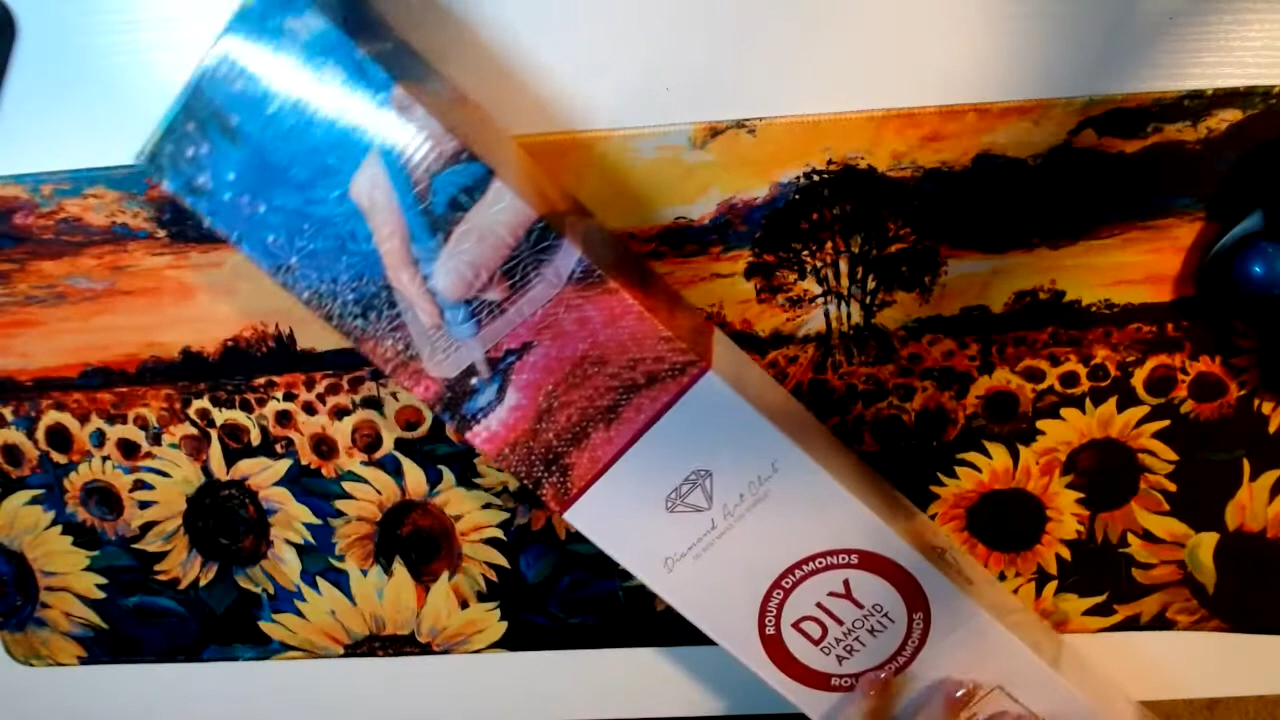 Diamond Art Club
ROUND DIAMONDS
DIY
DIAMOND
ART KIT
ROUND DIAMONDS